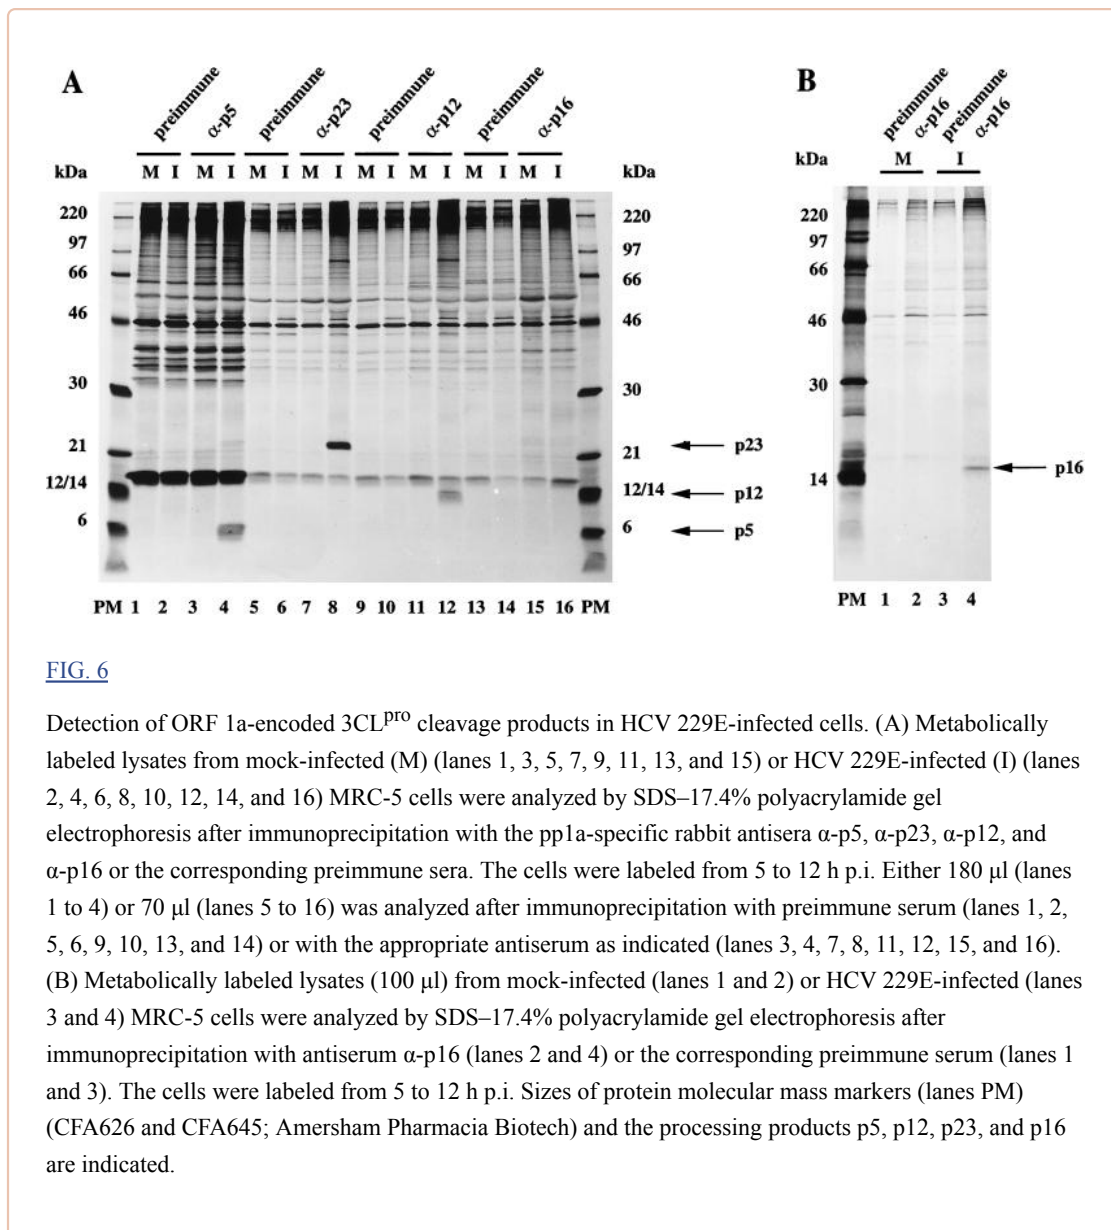 A
preimmune α-p5 preimmune α-p23 preimmune α-p12 preimmune α-p16
kDa M I M I M I M I M I M I M I M I kDa
220 220
97 97
66 66
46 46
30 30
21 21
12/14 12/14
6 6
p23
p12
p5
PM 1 2 3 4 5 6 7 8 9 10 11 12 13 14 15 16 PM
B
preimmune α-p16 preimmune α-p16
kDa M I
220
97
66
46
30
14
p16
PM 1 2 3 4
FIG. 6
Detection of ORF 1a-encoded 3CLpro cleavage products in HCV 229E-infected cells. (A) Metabolically
labeled lysates from mock-infected (M) (lanes 1, 3, 5, 7, 9, 11, 13, and 15) or HCV 229E-infected (I) (lanes
2, 4, 6, 8, 10, 12, 14, and 16) MRC-5 cells were analyzed by SDS–17.4% polyacrylamide gel
electrophoresis after immunoprecipitation with the pp1a-specific rabbit antisera α-p5, α-p23, α-p12, and
α-p16 or the corresponding preimmune sera. The cells were labeled from 5 to 12 h p.i. Either 180 μl (lanes
1 to 4) or 70 μl (lanes 5 to 16) was analyzed after immunoprecipitation with preimmune serum (lanes 1, 2,
5, 6, 9, 10, 13, and 14) or with the appropriate antiserum as indicated (lanes 3, 4, 7, 8, 11, 12, 15, and 16).
(B) Metabolically labeled lysates (100 μl) from mock-infected (lanes 1 and 2) or HCV 229E-infected (lanes
3 and 4) MRC-5 cells were analyzed by SDS–17.4% polyacrylamide gel electrophoresis after
immunoprecipitation with antiserum α-p16 (lanes 2 and 4) or the corresponding preimmune serum (lanes 1
and 3). The cells were labeled from 5 to 12 h p.i. Sizes of protein molecular mass markers (lanes PM)
(CFA626 and CFA645; Amersham Pharmacia Biotech) and the processing products p5, p12, p23, and p16
are indicated.